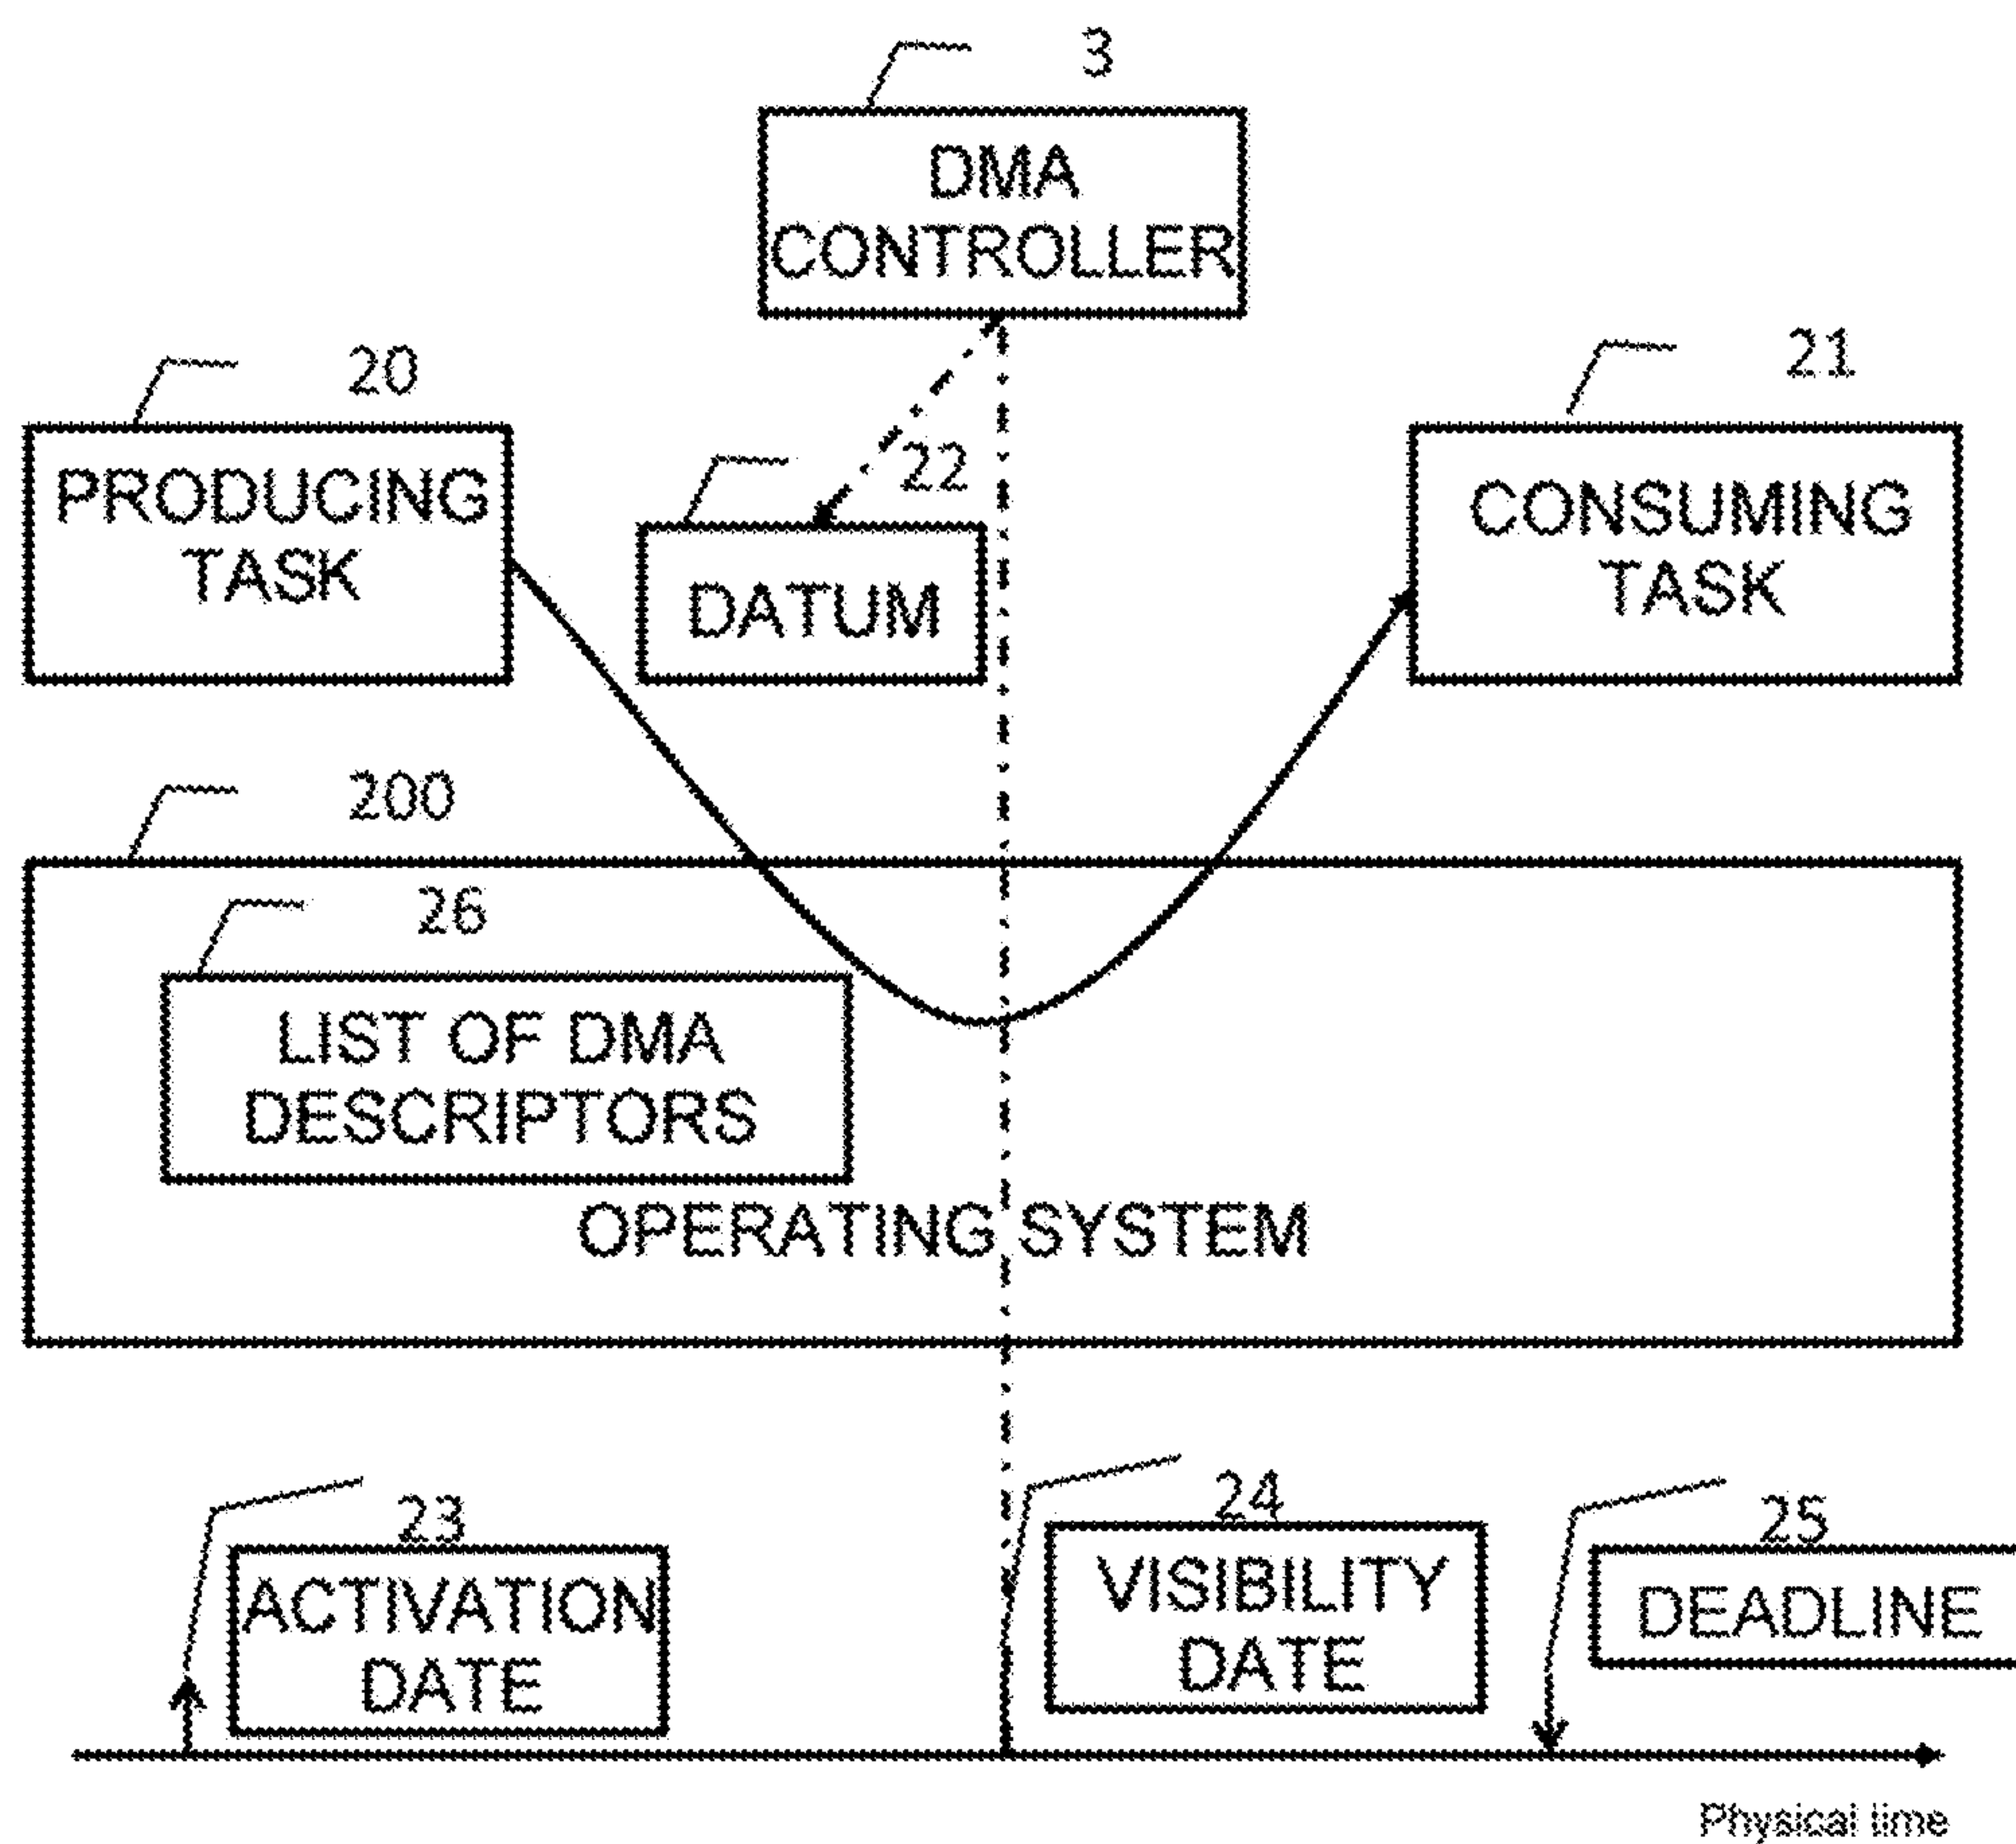 3
DMA
CONTROLLER
20
21
22
PRODUCING
TASK
DATUM
CONSUMING
TASK
200
26
LIST OF DMA
DESCRIPTORS
OPERATING SYSTEM
23
24
25
ACTIVATION
DATE
VISIBILITY
DATE
DEADLINE
Physical time